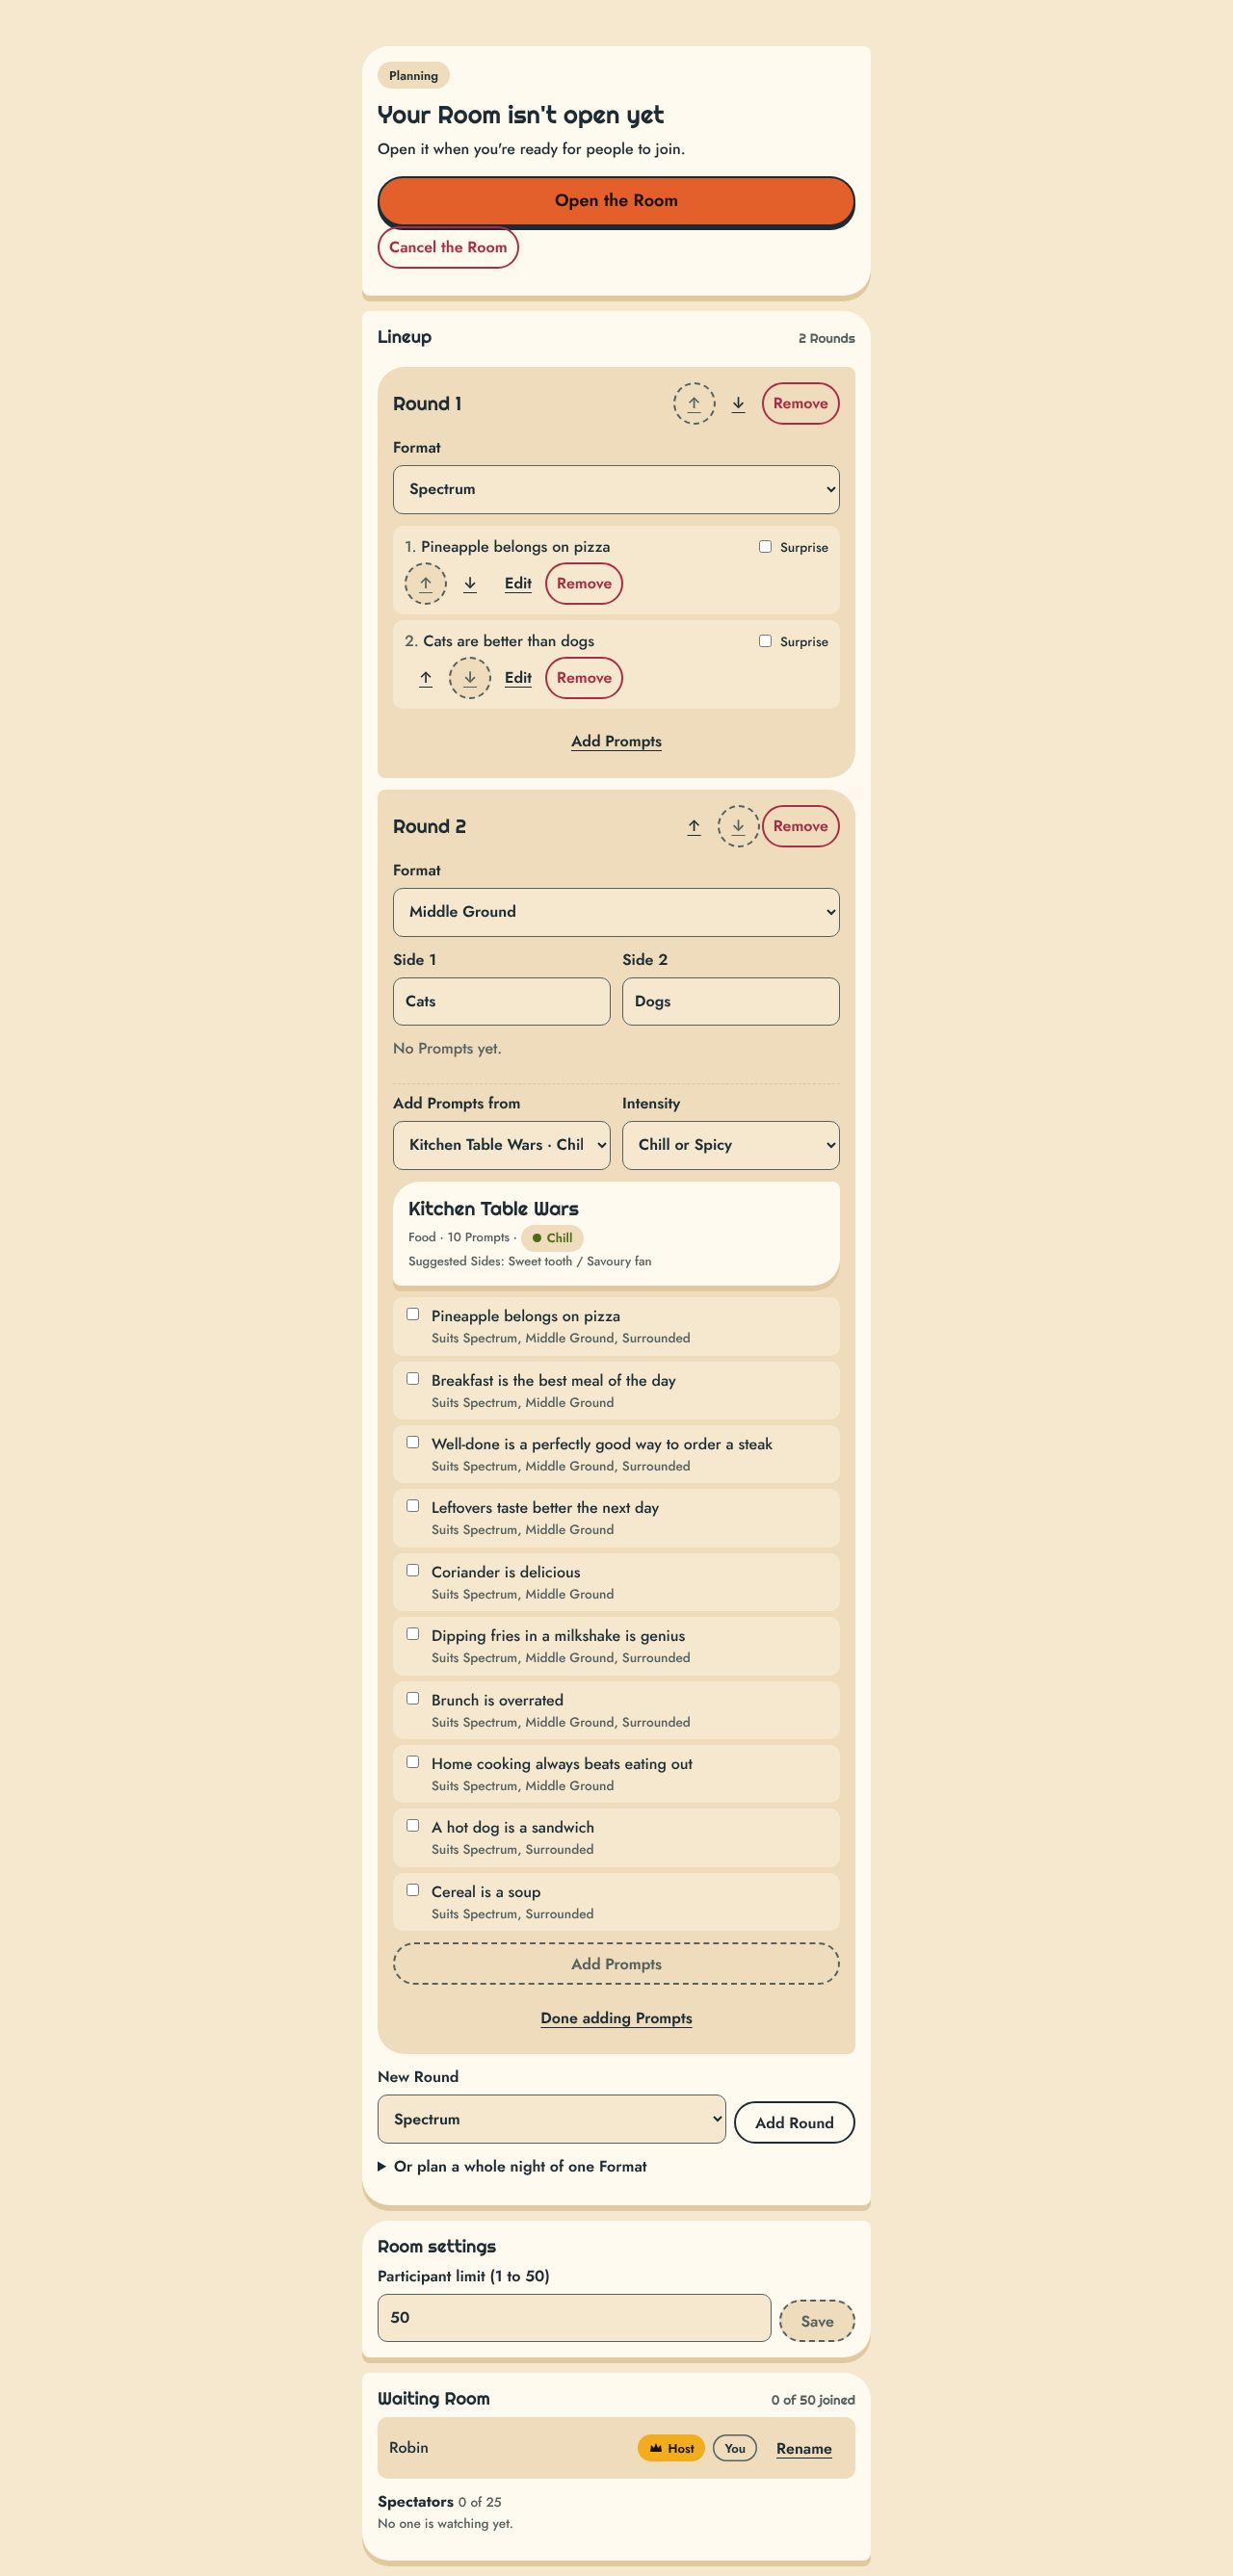 Planning
Your Room isn't open yet
Open it when you're ready for people to join.
Open the Room
Cancel the Room
Lineup
2 Rounds
Round 1
↑ ↓ Remove
Format
Spectrum
1. Pineapple belongs on pizza
Surprise
↑ ↓ Edit Remove
2. Cats are better than dogs
Surprise
↑ ↓ Edit Remove
Add Prompts
Round 2
↑ ↓ Remove
Format
Middle Ground
Side 1
Side 2
Cats
Dogs
No Prompts yet.
Add Prompts from
Intensity
Kitchen Table Wars · Chil
Chill or Spicy
Kitchen Table Wars
Food · 10 Prompts · Chill
Suggested Sides: Sweet tooth / Savoury fan
Pineapple belongs on pizza
Suits Spectrum, Middle Ground, Surrounded
Breakfast is the best meal of the day
Suits Spectrum, Middle Ground
Well-done is a perfectly good way to order a steak
Suits Spectrum, Middle Ground, Surrounded
Leftovers taste better the next day
Suits Spectrum, Middle Ground
Coriander is delicious
Suits Spectrum, Middle Ground
Dipping fries in a milkshake is genius
Suits Spectrum, Middle Ground, Surrounded
Brunch is overrated
Suits Spectrum, Middle Ground, Surrounded
Home cooking always beats eating out
Suits Spectrum, Middle Ground
A hot dog is a sandwich
Suits Spectrum, Surrounded
Cereal is a soup
Suits Spectrum, Surrounded
Add Prompts
Done adding Prompts
New Round
Spectrum
Add Round
Or plan a whole night of one Format
Room settings
Participant limit (1 to 50)
50
Save
Waiting Room
0 of 50 joined
Robin
Host
You
Rename
Spectators 0 of 25
No one is watching yet.